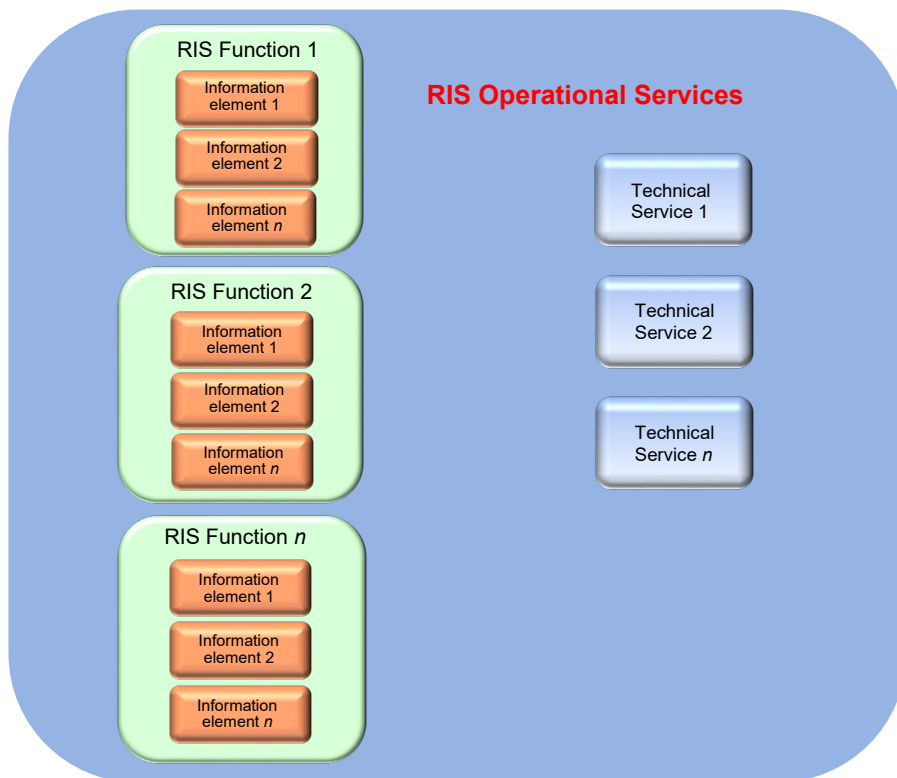 RIS Function 1
Information
element 1
Information
element 2
Information
element n
RIS Operational Services
Technical
Service 1
Technical
Service 2
Technical
Service n
RIS Function 2
Information
element 1
Information
element 2
Information
element n
RIS Function n
Information
element 1
Information
element 2
Information
element n